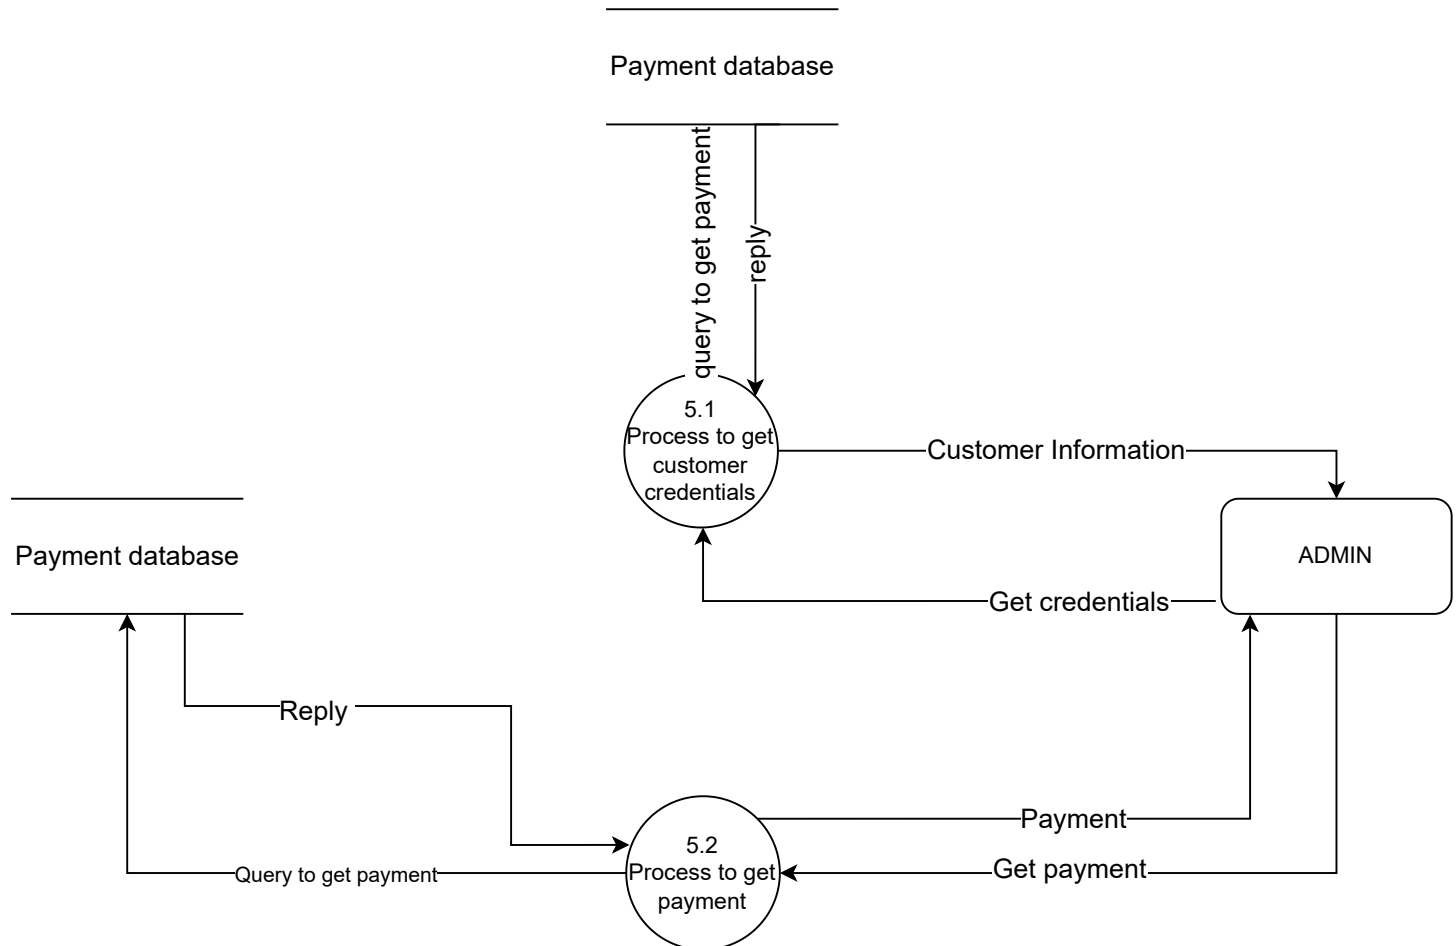 Payment database
query to get payment
reply
5.1
Process to get
customer
credentials
Customer Information
Payment database
ADMIN
Get credentials
Reply
Payment
5.2
Process to get
payment
Get payment
Query to get payment